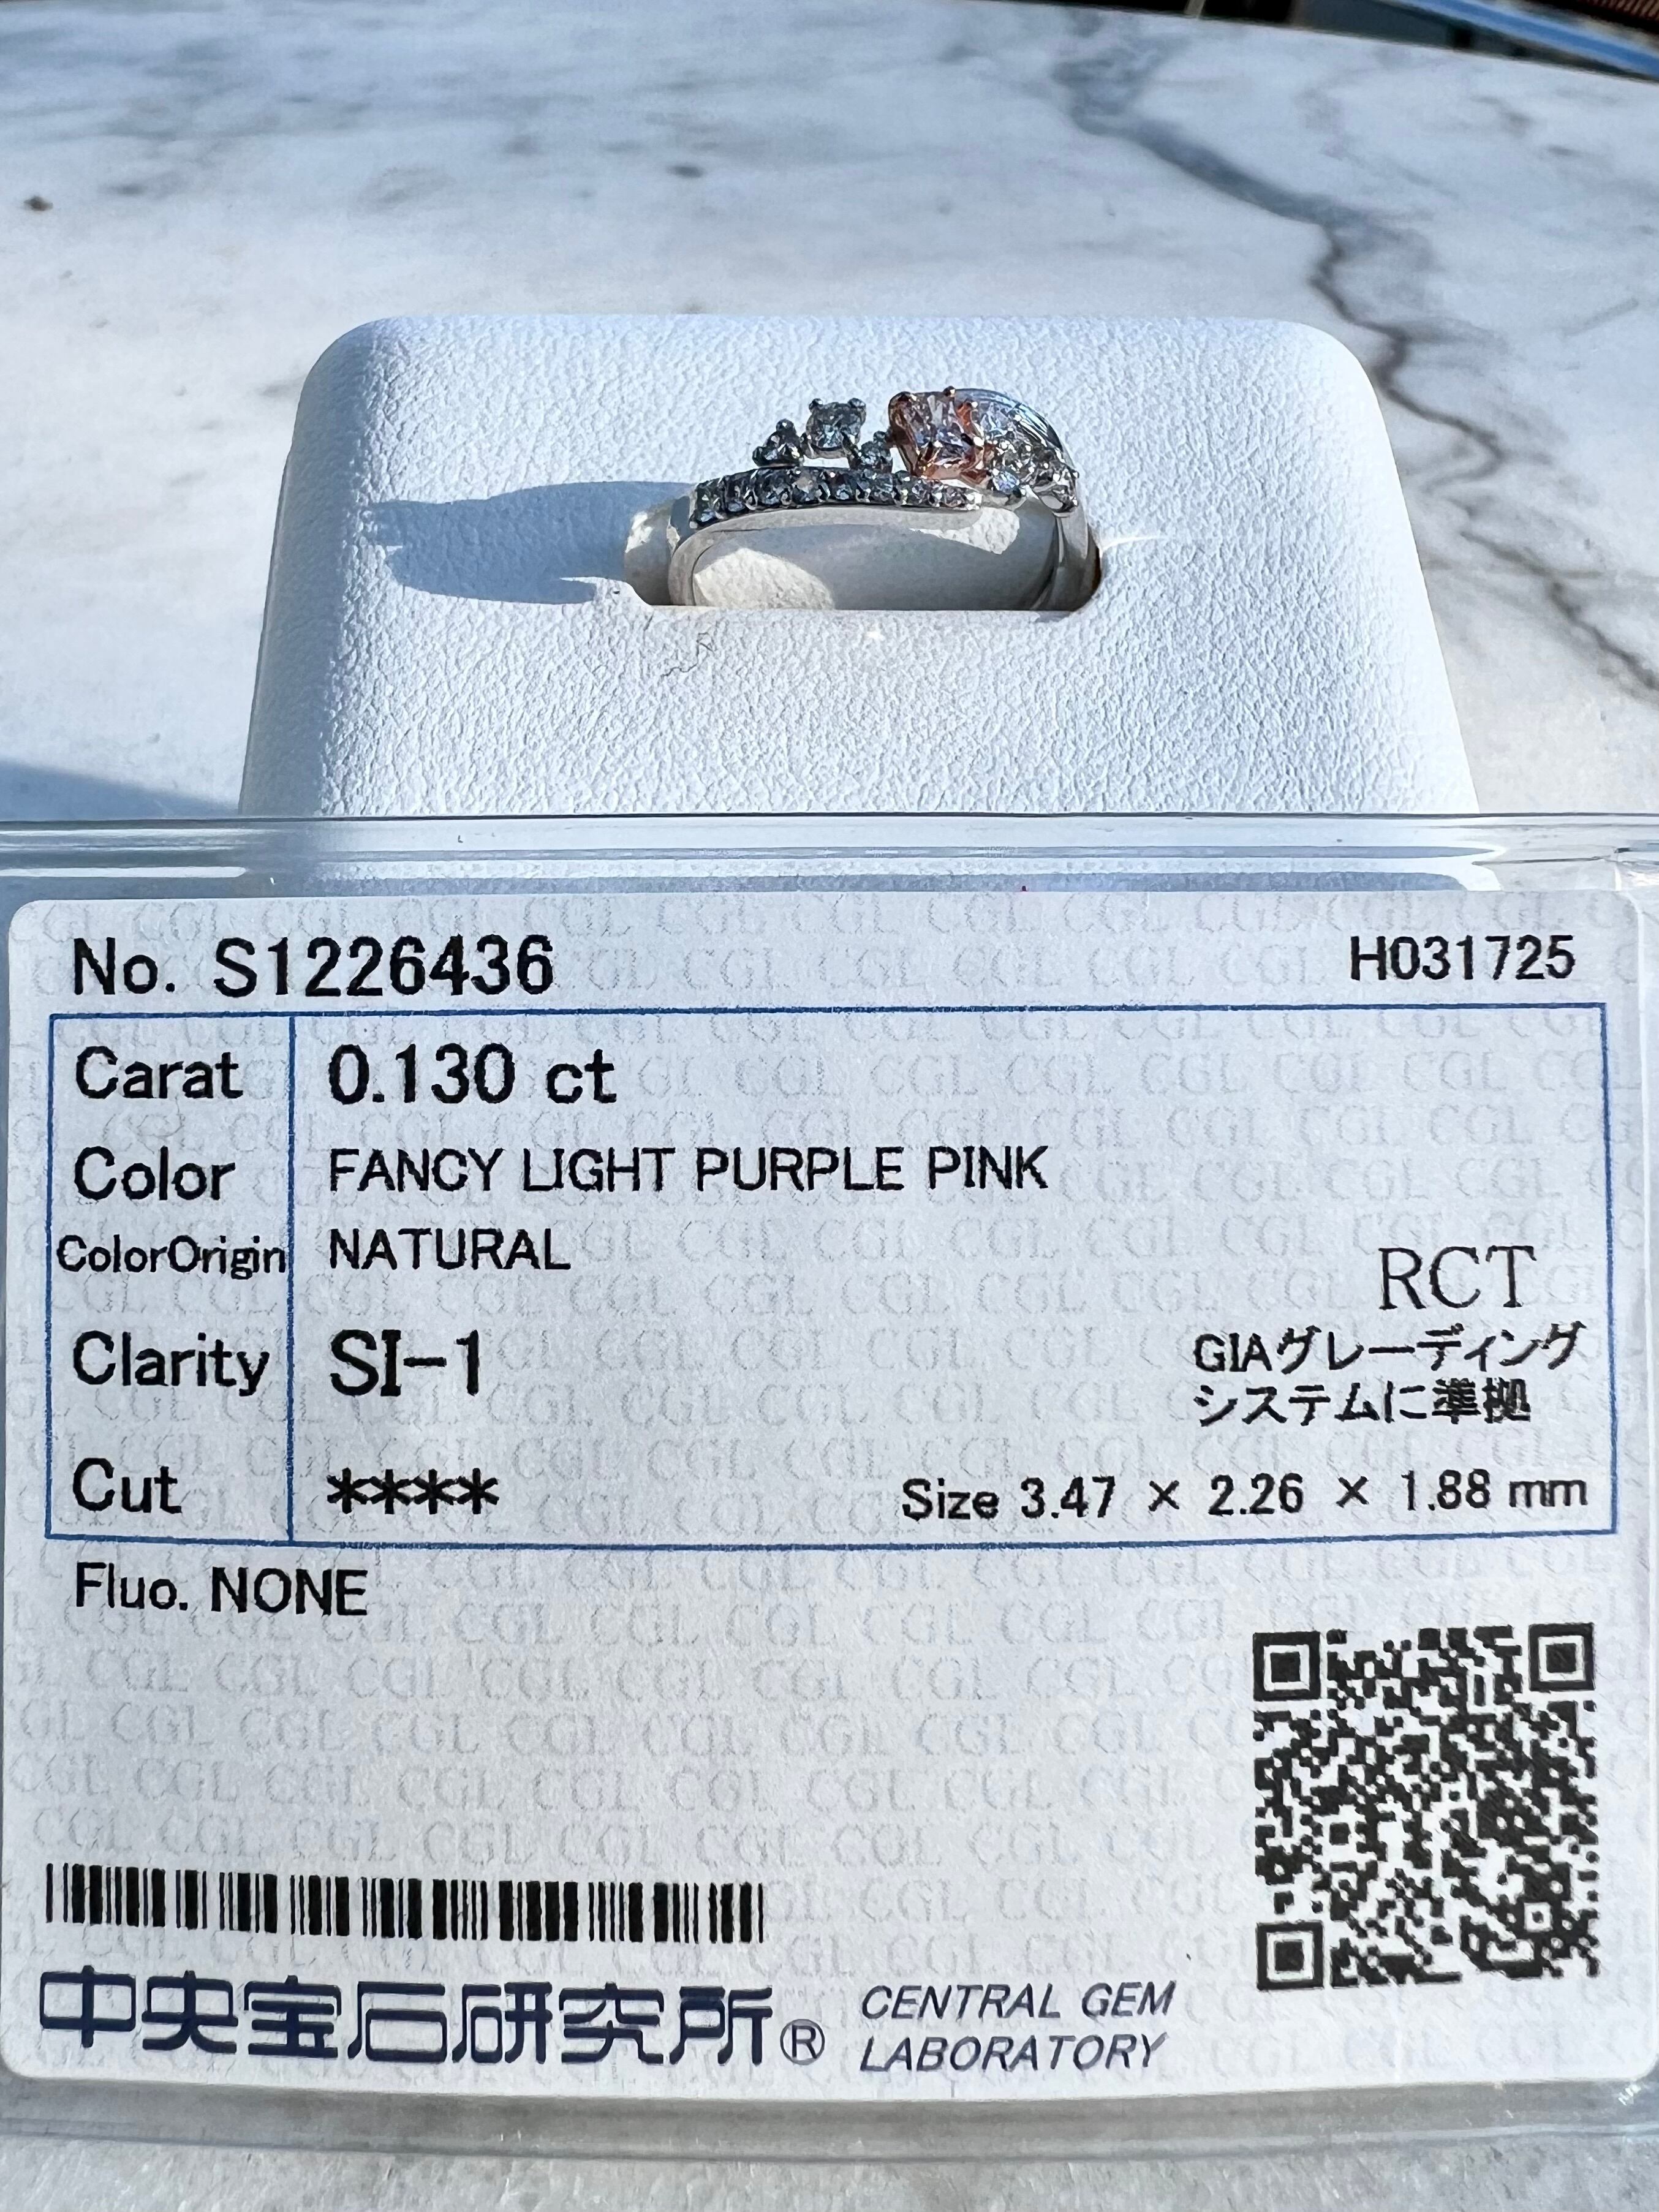 No. S1226436
H031725
Carat 0.130 ct
Color FANCY LIGHT PURPLE PINK
ColorOrigin NATURAL
RCT
Clarity SI-1
GIAグレーディング
システムに準拠
Cut ****
Size 3.47 × 2.26 × 1.88 mm
Fluo. NONE
中央宝石研究所®
CENTRAL GEM
LABORATORY